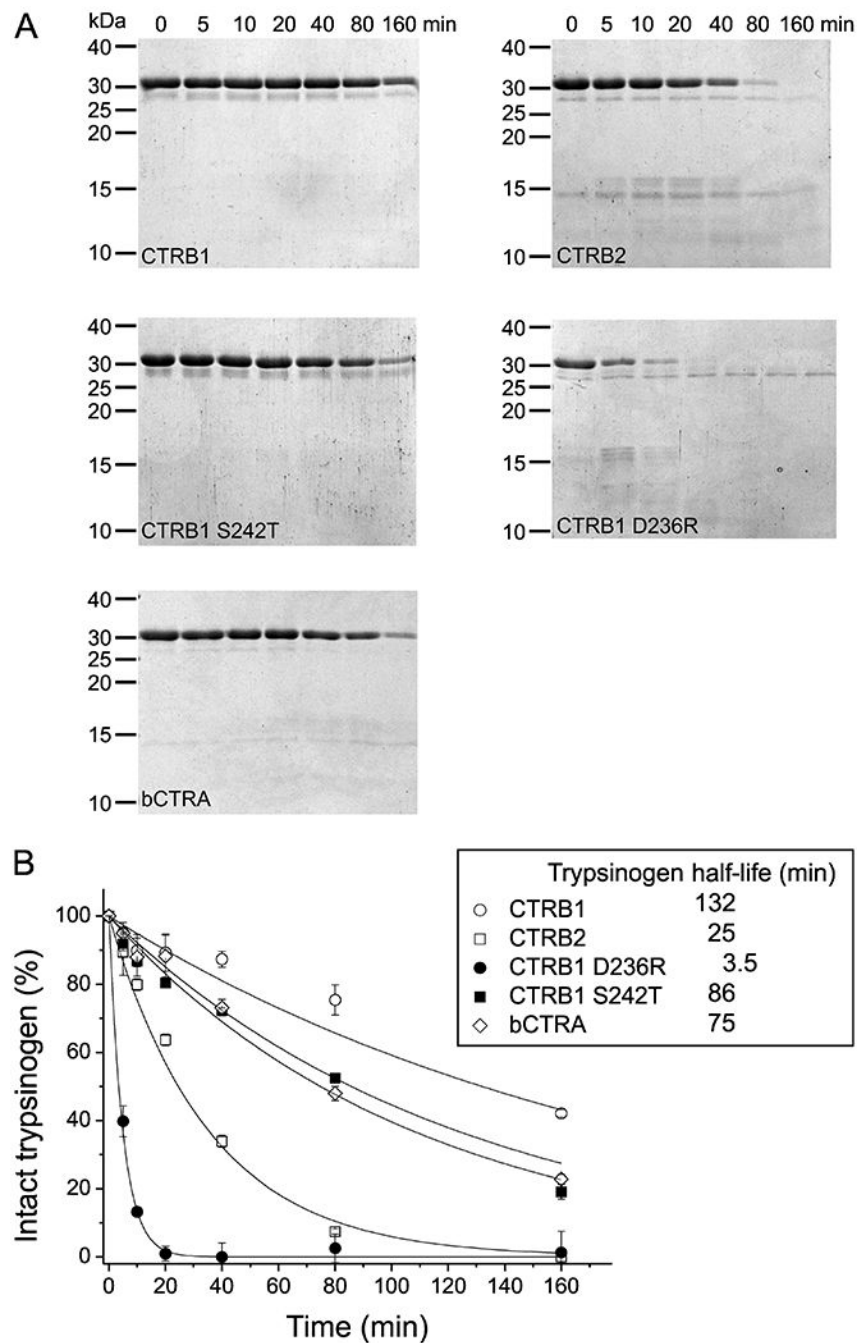 A
kDa 0 5 10 20 40 80 160 min
40
30
25
20
15
10
CTRB1
0 5 10 20 40 80 160 min
40
30
25
20
15
10
CTRB2
40
30
25
20
15
10
CTRB1 S242T
40
30
25
20
15
10
CTRB1 D236R
40
30
25
20
15
10
bCTRA
B
Trypsinogen half-life (min)
CTRB1 132
CTRB2 25
CTRB1 D236R 3.5
CTRB1 S242T 86
bCTRA 75
Intact trypsinogen (%)
100
80
60
40
20
0
0 20 40 60 80 100 120 140 160
Time (min)